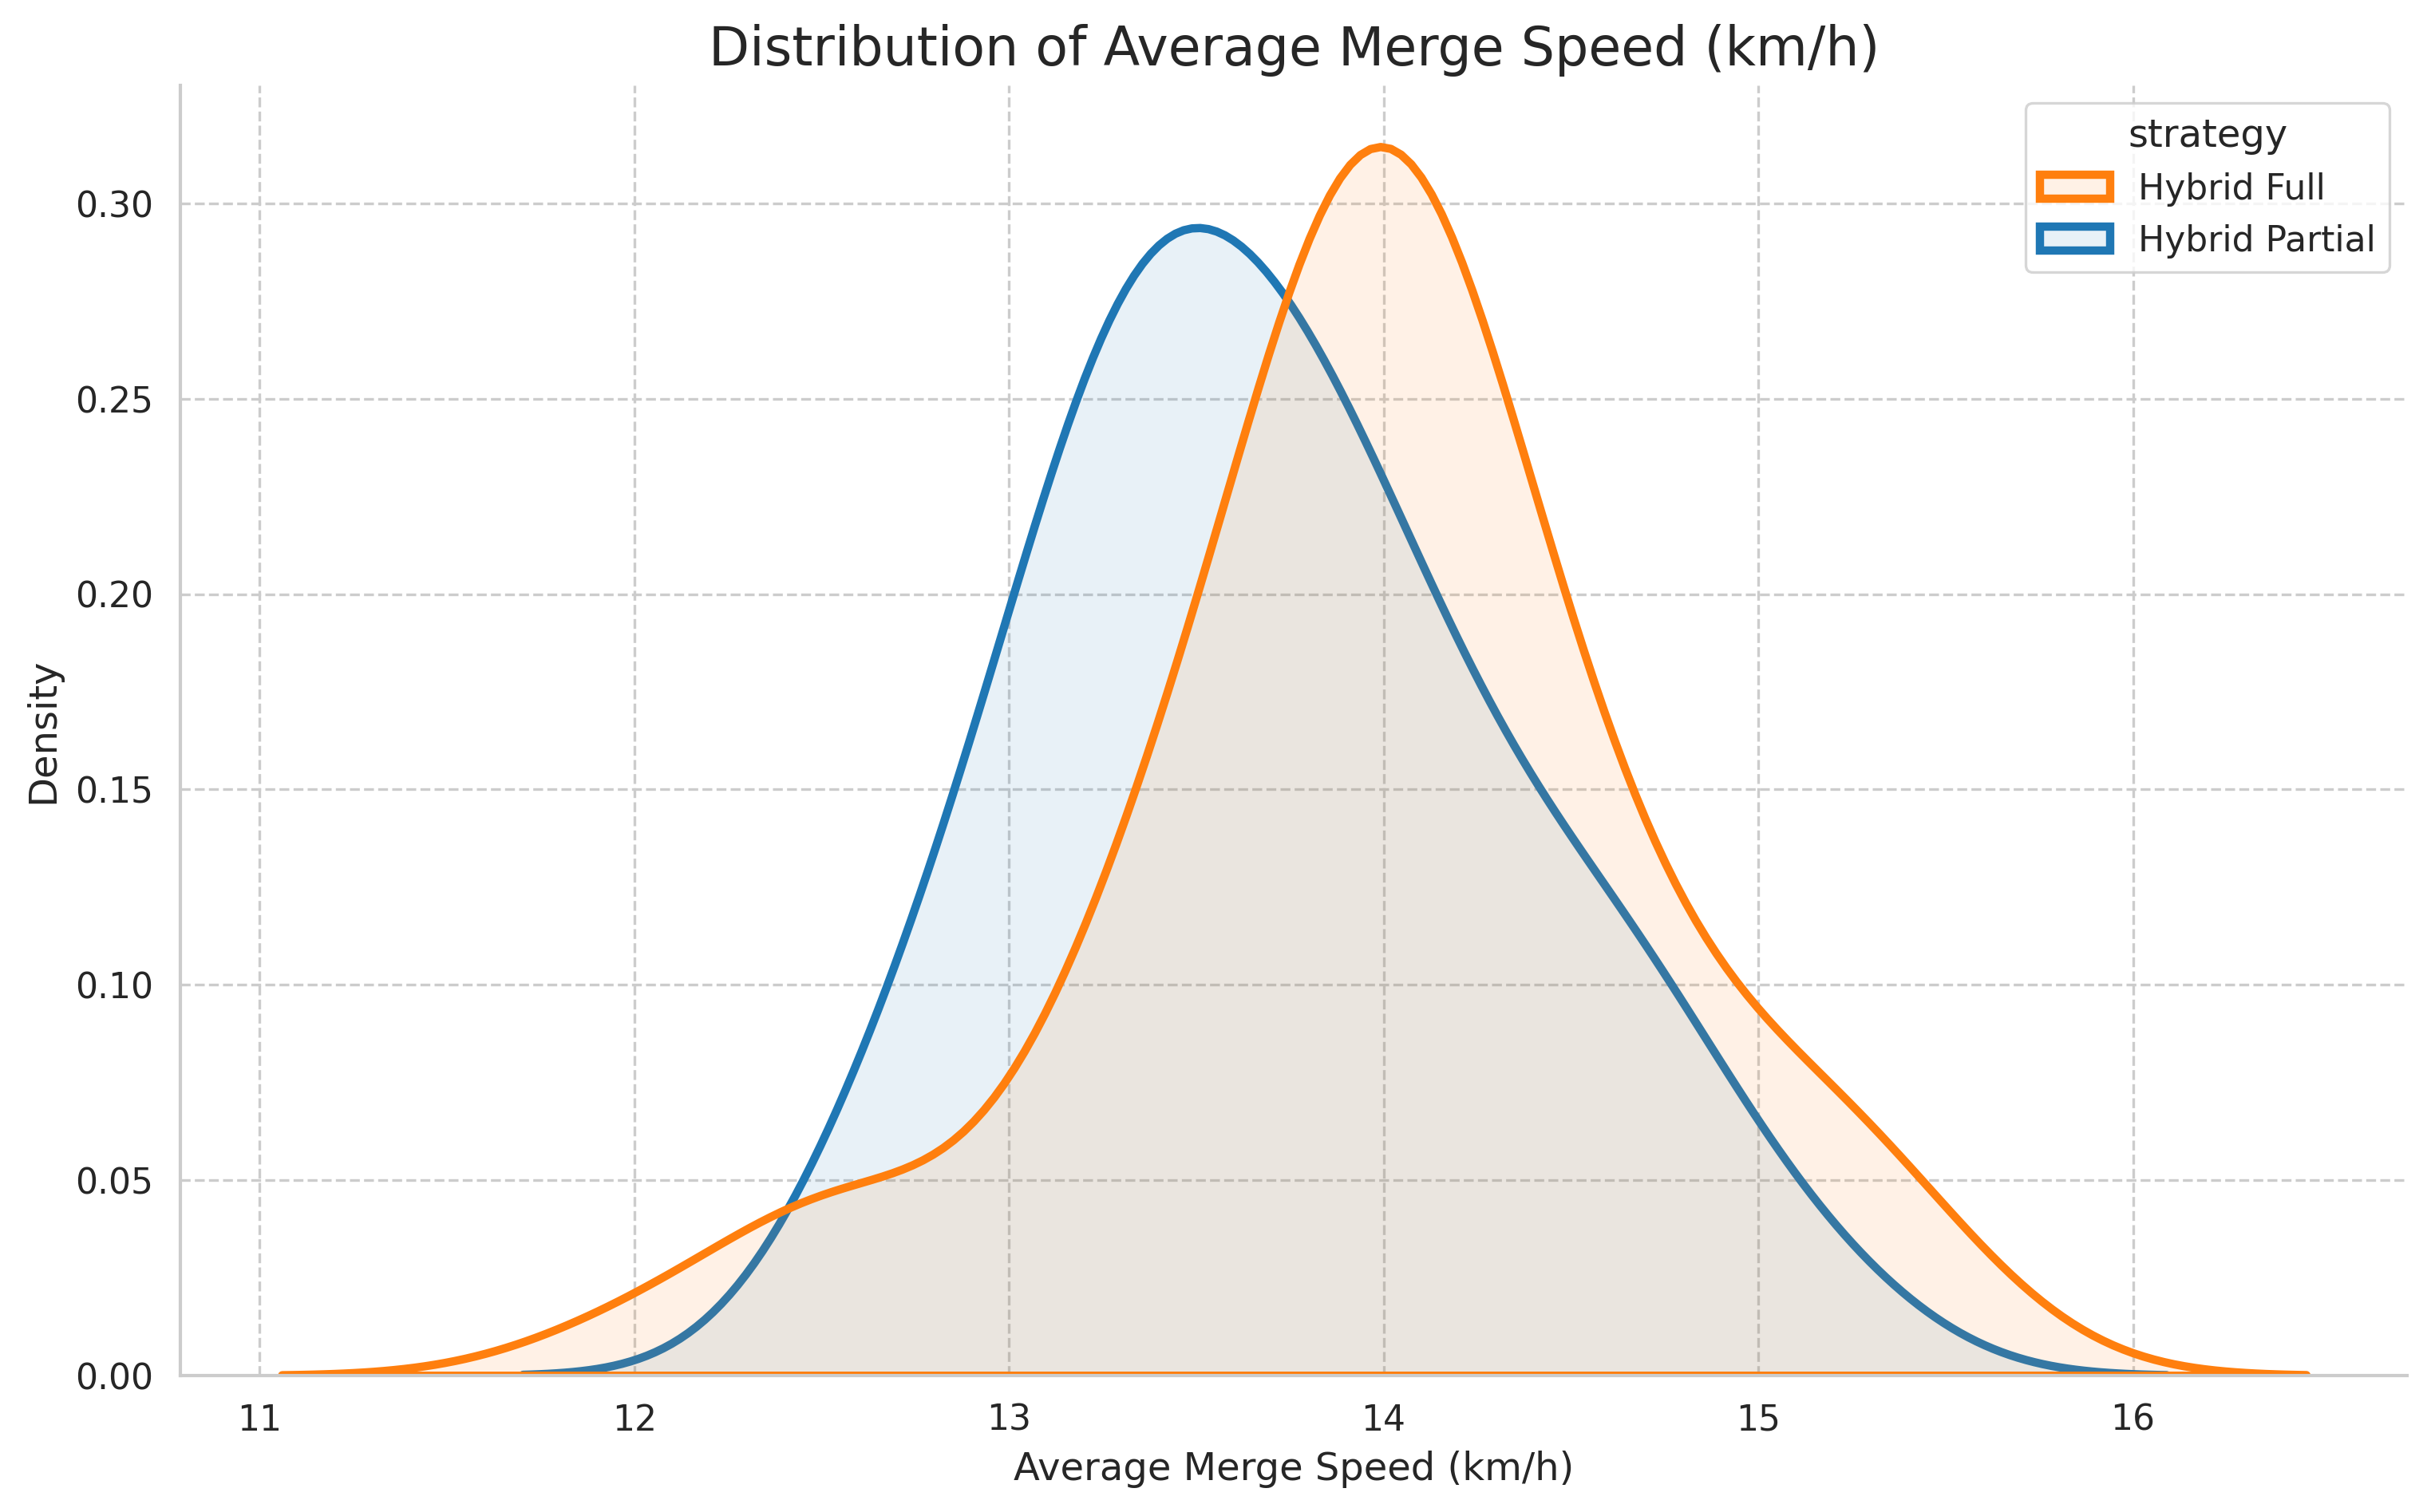 Distribution of Average Merge Speed (km/h)
strategy
Hybrid Full
Hybrid Partial
Density
0.30
0.25
0.20
0.15
0.10
0.05
0.00
11 12 13 14 15 16
Average Merge Speed (km/h)